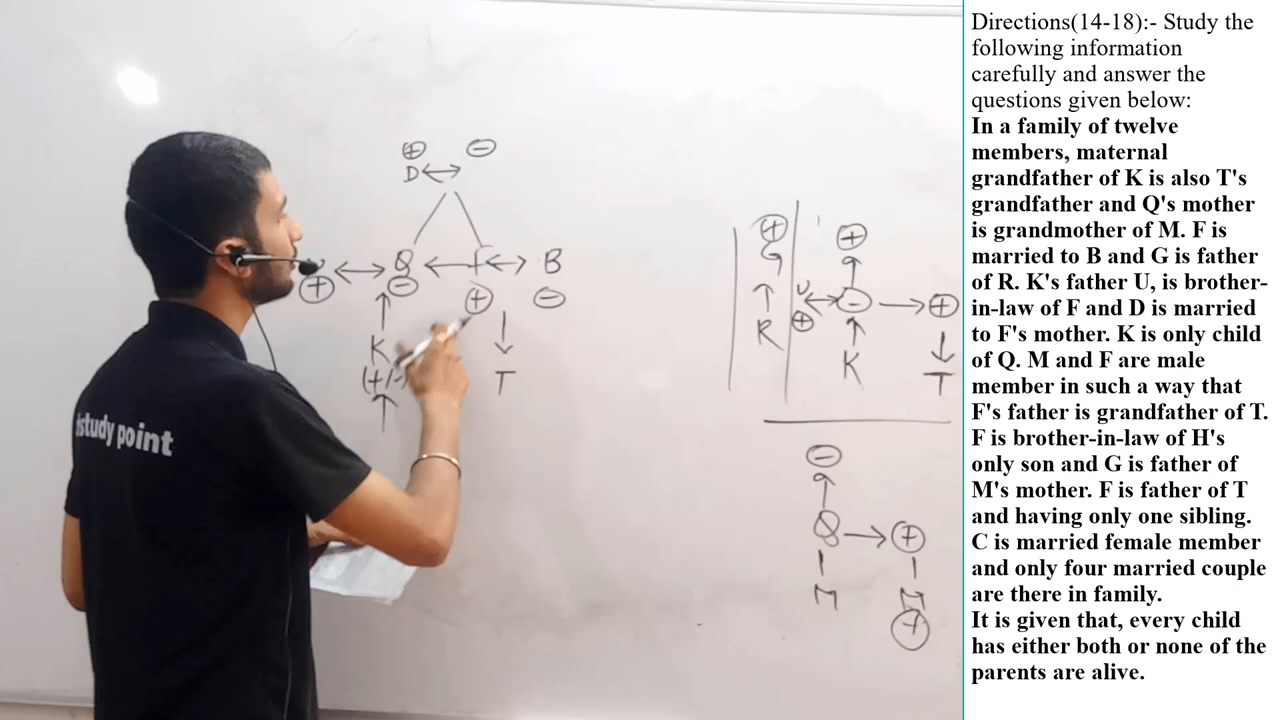 Directions(14-18):- Study the
following information
carefully and answer the
questions given below:
In a family of twelve
members, maternal
grandfather of K is also T's
grandfather and Q's mother
is grandmother of M. F is
married to B and G is father
of R. K's father U, is brother-
in-law of F and D is married
to F's mother. K is only child
of Q. M and F are male
member in such a way that
F's father is grandfather of T.
F is brother-in-law of H's
only son and G is father of
M's mother. F is father of T
and having only one sibling.
C is married female member
and only four married couple
are there in family.
It is given that, every child
has either both or none of the
parents are alive.
+ −
D ↔
Q ← F ↔ B
+ − + −
K
(+/-)
T
study point
+
G
R
+
U ↔ − → +
+
K T
−
Q → +
M M
+